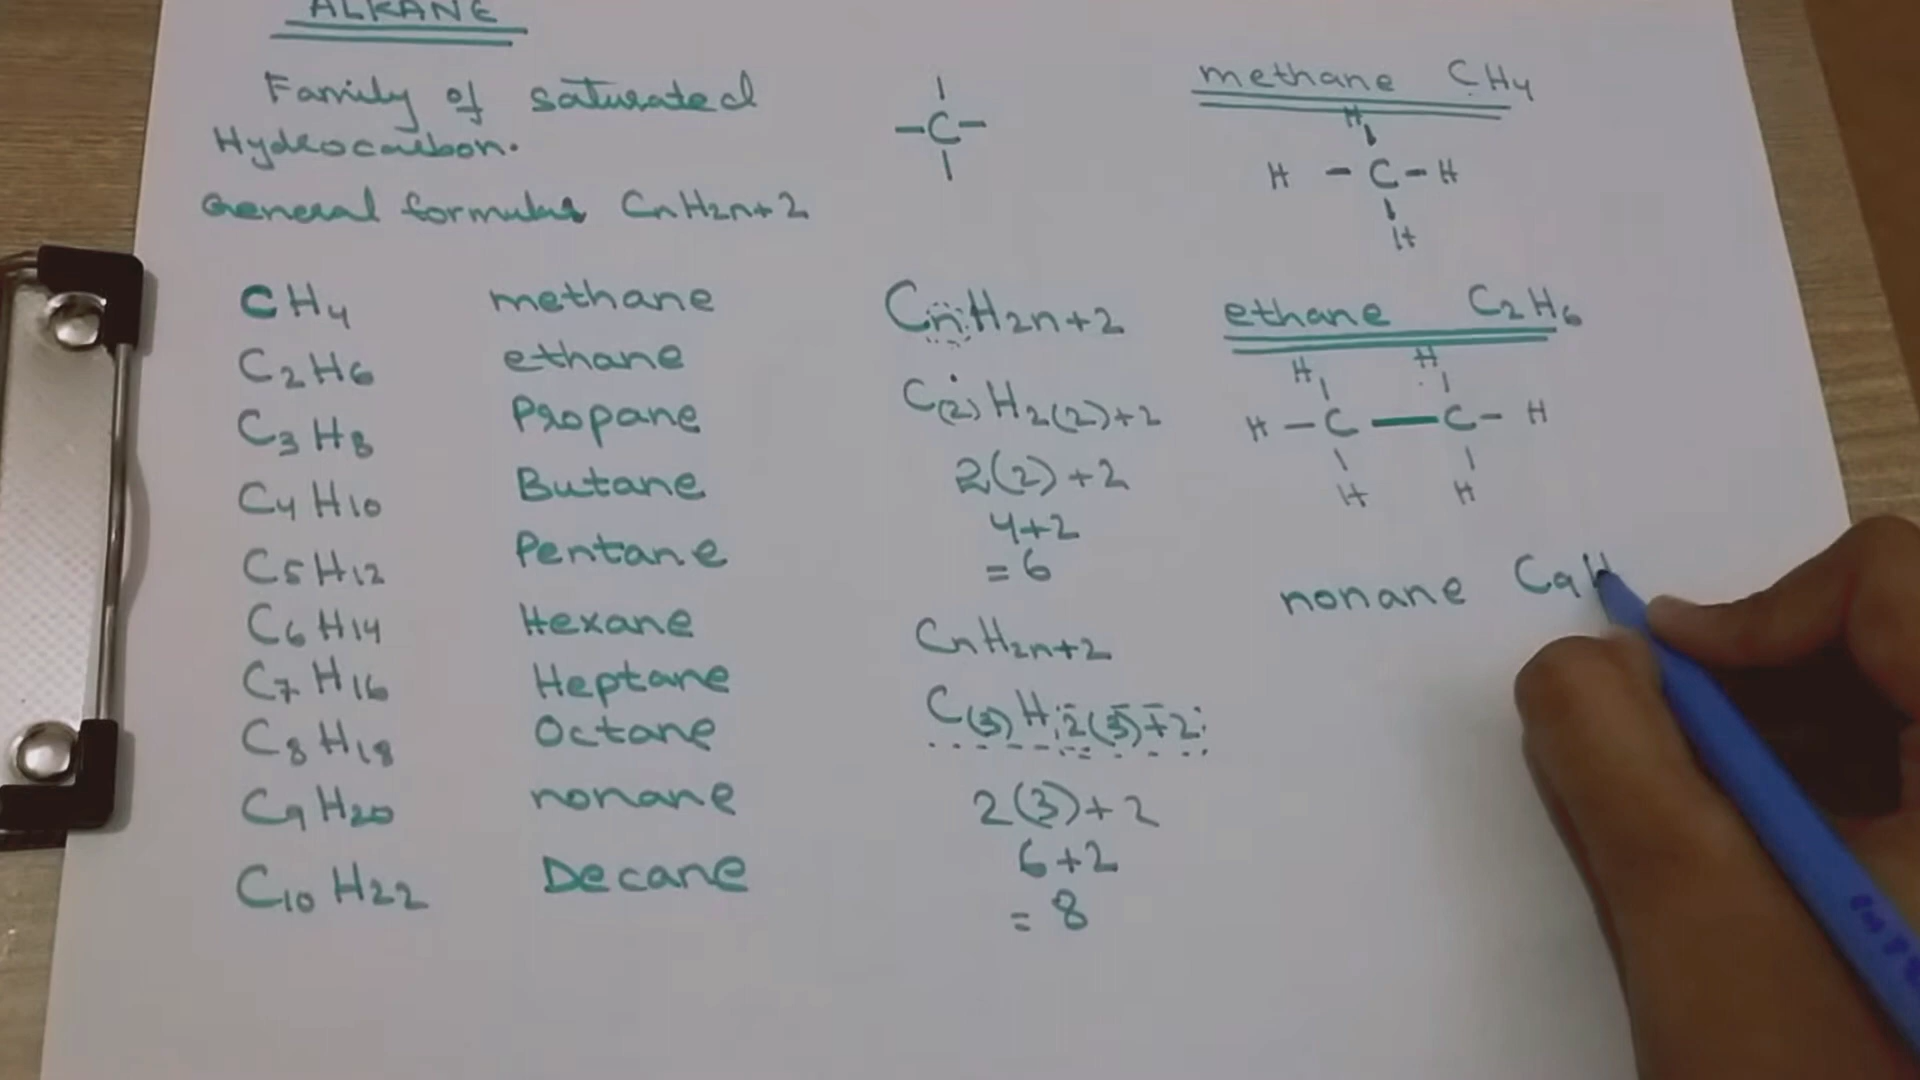 ALKANE
Family of saturated
Hydrocarbon.
General formula CnH2n+2
CH4 methane
C2H6 ethane
C3H8 Propane
C4H10 Butane
C5H12 Pentane
C6H14 Hexane
C7H16 Heptane
C8H18 Octane
C9H20 nonane
C10H22 Decane
-C-
CnH2n+2
C(2)H2(2)+2
2(2)+2
4+2
=6
CnH2n+2
C(3)H2(3)+2
2(3)+2
6+2
=8
methane CH4
H
H - C - H
H
ethane C2H6
H H
H - C - C - H
H H
nonane C9H